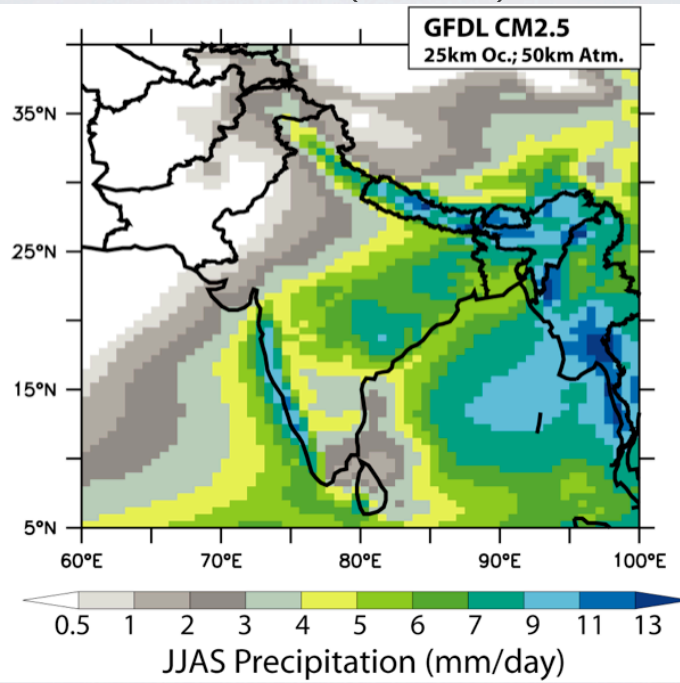 GFDL CM2.5
25km Oc.; 50km Atm.
35°N
25°N
15°N
5°N
60°E 70°E 80°E 90°E 100°E
0.5 1 2 3 4 5 6 7 9 11 13
JJAS Precipitation (mm/day)